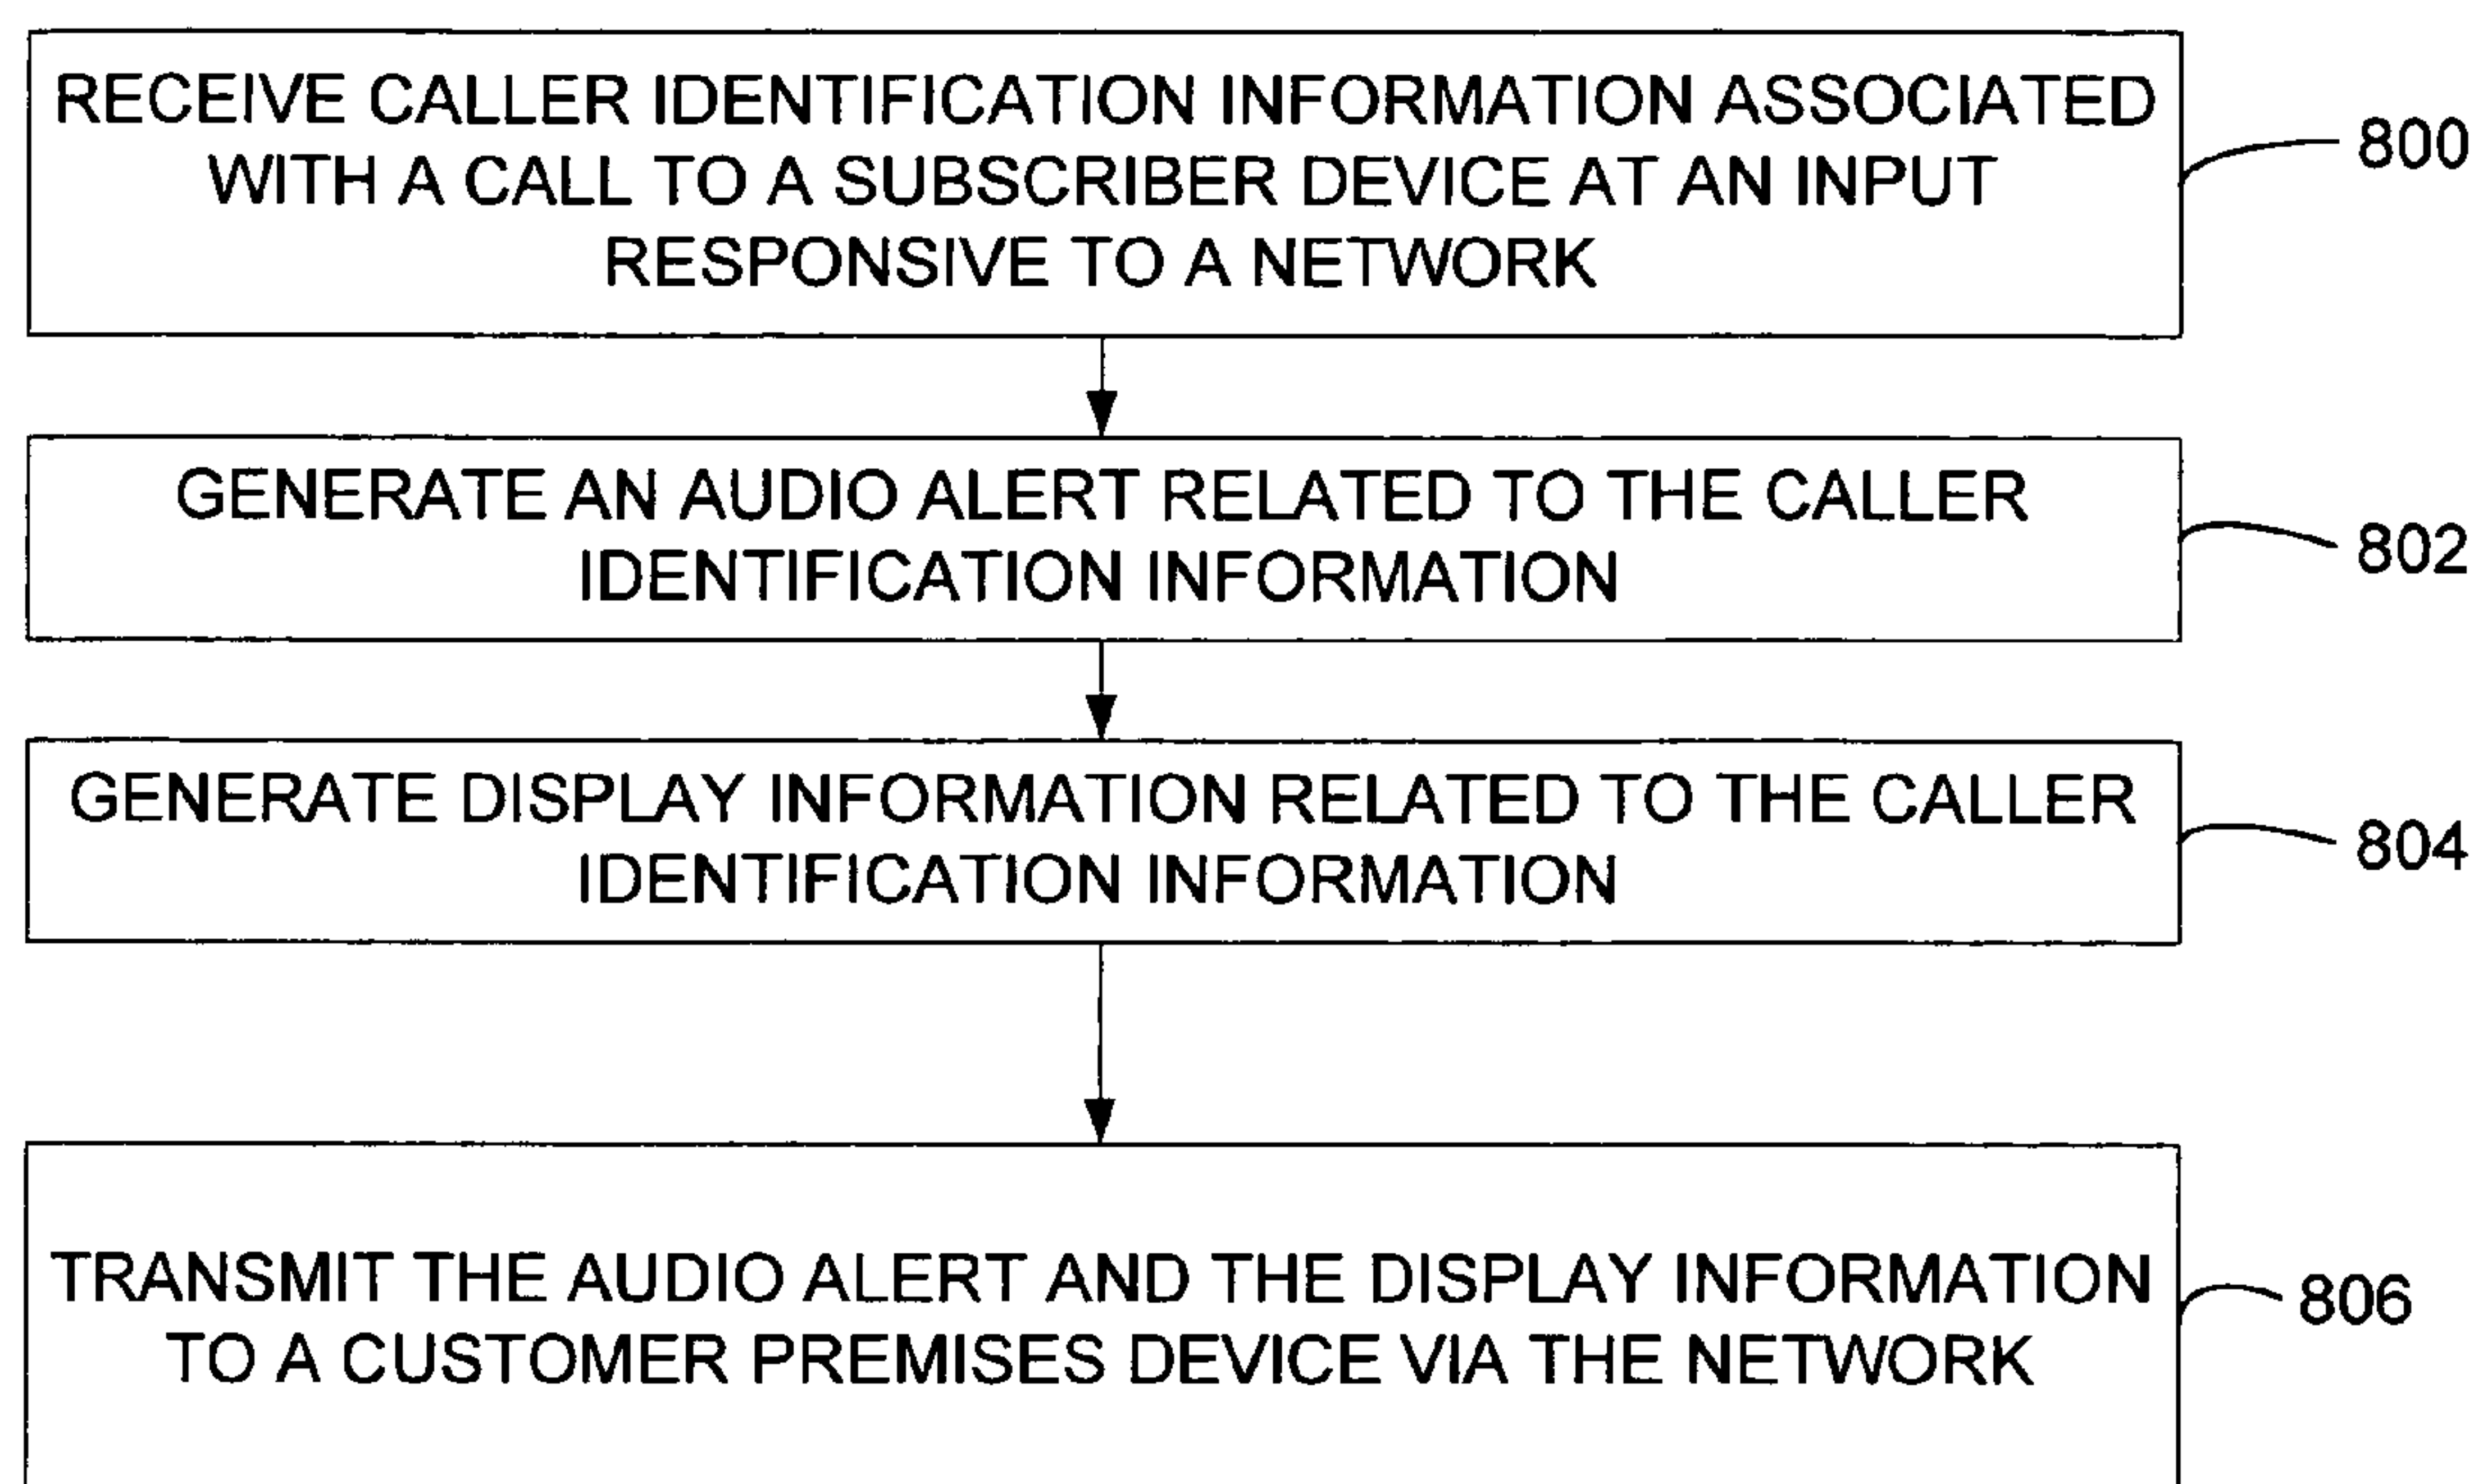 RECEIVE CALLER IDENTIFICATION INFORMATION ASSOCIATED
WITH A CALL TO A SUBSCRIBER DEVICE AT AN INPUT
RESPONSIVE TO A NETWORK
800
GENERATE AN AUDIO ALERT RELATED TO THE CALLER
IDENTIFICATION INFORMATION
802
GENERATE DISPLAY INFORMATION RELATED TO THE CALLER
IDENTIFICATION INFORMATION
804
TRANSMIT THE AUDIO ALERT AND THE DISPLAY INFORMATION
TO A CUSTOMER PREMISES DEVICE VIA THE NETWORK
806